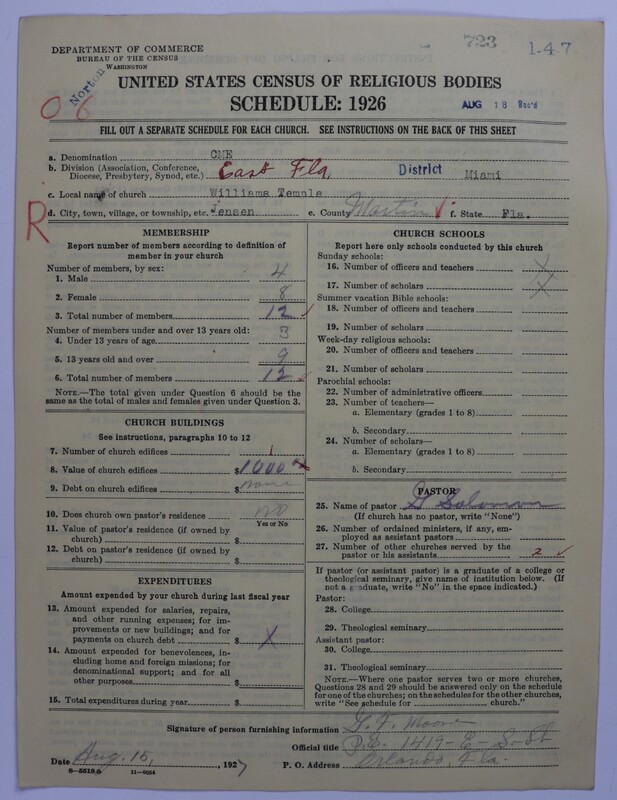 723
1-47
DEPARTMENT OF COMMERCE
BUREAU OF THE CENSUS
WASHINGTON
Norton
06
UNITED STATES CENSUS OF RELIGIOUS BODIES
SCHEDULE: 1926
AUG 18 Rec'd
FILL OUT A SEPARATE SCHEDULE FOR EACH CHURCH. SEE INSTRUCTIONS ON THE BACK OF THIS SHEET
a. Denomination CME
b. Division (Association, Conference, Diocese, Presbytery, Synod, etc.) East Fla, District Miami
c. Local name of church Williams Temple
R
d. City, town, village, or township, etc. Jensen e. County Martin ✓ f. State Fla.
MEMBERSHIP
Report number of members according to definition of
member in your church
Number of members, by sex:
1. Male 4
2. Female 8
3. Total number of members 12 ✓
Number of members under and over 13 years old:
4. Under 13 years of age 3
5. 13 years old and over 9
6. Total number of members 12 ✓
NOTE.—The total given under Question 6 should be
same as the total of males and females given under Question 3.
CHURCH BUILDINGS
See instructions, paragraphs 10 to 12
7. Number of church edifices 1
8. Value of church edifices $1000
9. Debt on church edifices $ none
10. Does church own pastor's residence NO
Yes or No
11. Value of pastor's residence (if owned by
church) $
12. Debt on pastor's residence (if owned by
church) $
EXPENDITURES
Amount expended by your church during last fiscal year
13. Amount expended for salaries, repairs,
and other running expenses; for im-
provements or new buildings; and for
payments on church debt $ X
14. Amount expended for benevolences, in-
cluding home and foreign missions; for
denominational support; and for all
other purposes $
15. Total expenditures during year $
CHURCH SCHOOLS
Report here only schools conducted by this church
Sunday schools:
16. Number of officers and teachers X
17. Number of scholars X
Summer vacation Bible schools:
18. Number of officers and teachers
19. Number of scholars
Week-day religious schools:
20. Number of officers and teachers
21. Number of scholars
Parochial schools:
22. Number of administrative officers
23. Number of teachers—
a. Elementary (grades 1 to 8)
b. Secondary
24. Number of scholars—
a. Elementary (grades 1 to 8)
b. Secondary
PASTOR
25. Name of pastor G Solomon
(If church has no pastor, write "None")
26. Number of ordained ministers, if any, em-
ployed as assistant pastors
27. Number of other churches served by the
pastor or his assistants 2 ✓
If pastor (or assistant pastor) is a graduate of a college or
theological seminary, give name of institution below. (If
not a graduate, write "No" in the space indicated.)
Pastor:
28. College
29. Theological seminary
Assistant pastor:
30. College
31. Theological seminary
NOTE.—Where one pastor serves two or more churches,
Questions 28 and 29 should be answered only on the schedule
for one of the churches; on the schedules for the other churches,
write "See schedule for church."
Signature of person furnishing information G. F. Moore
Official title P.E. 1419-E-S-St
Date Aug. 15, 1927 P. O. Address Orlando, Fla.
8-5518 11-9054